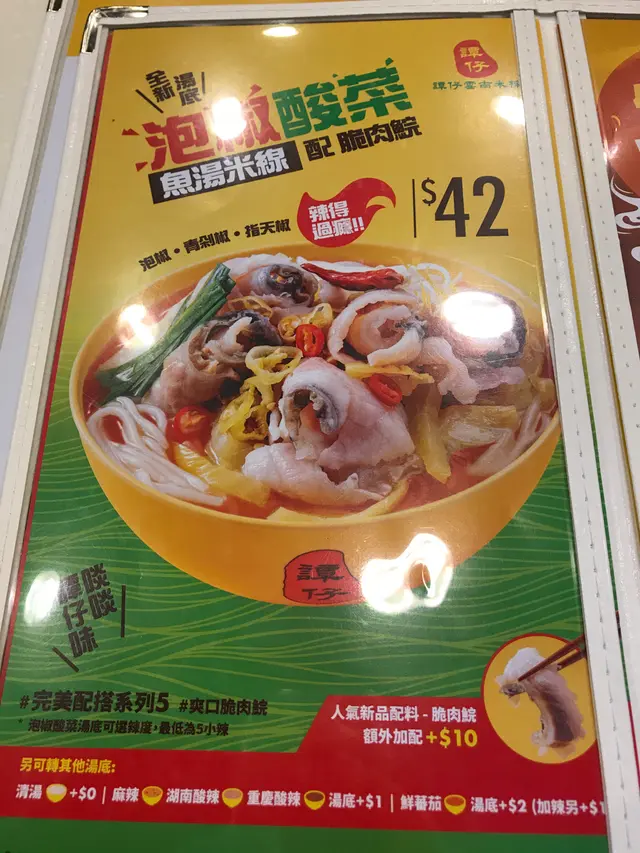 全新湯底
譚仔
譚仔雲南米線
泡椒酸菜
魚湯米線 配 脆肉鯇
$42
辣得過癮!!
泡椒・青剁椒・指天椒
譚仔
譚仔啖啖味
#完美配搭系列5 #爽口脆肉鯇
*泡椒酸菜湯底可選辣度，最低為5小辣
人氣新品配料 - 脆肉鯇
額外加配 +$10
另可轉其他湯底:
清湯 +$0 | 麻辣 湖南酸辣 重慶酸辣 湯底+$1 | 鮮蕃茄 湯底+$2 (加辣另+$1